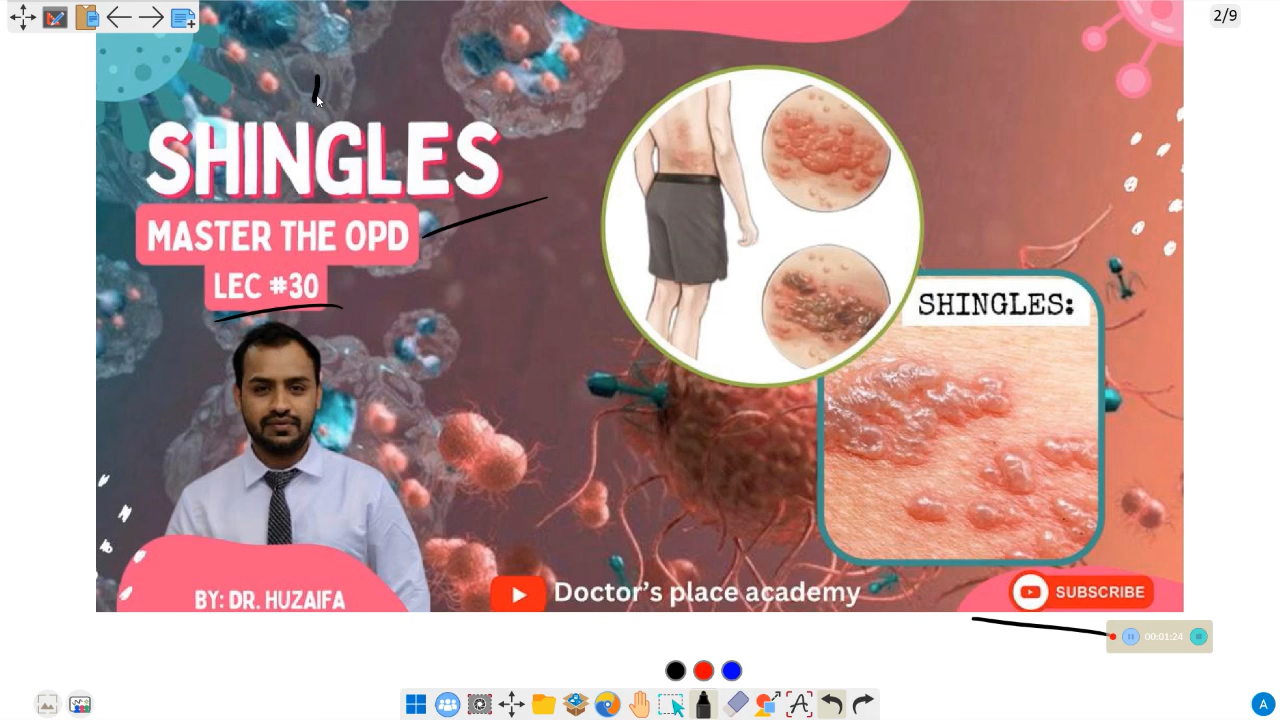 2/9
SHINGLES
MASTER THE OPD
LEC #30
SHINGLES:
BY: DR. HUZAIFA
Doctor's place academy
SUBSCRIBE
00:01:24
A
A